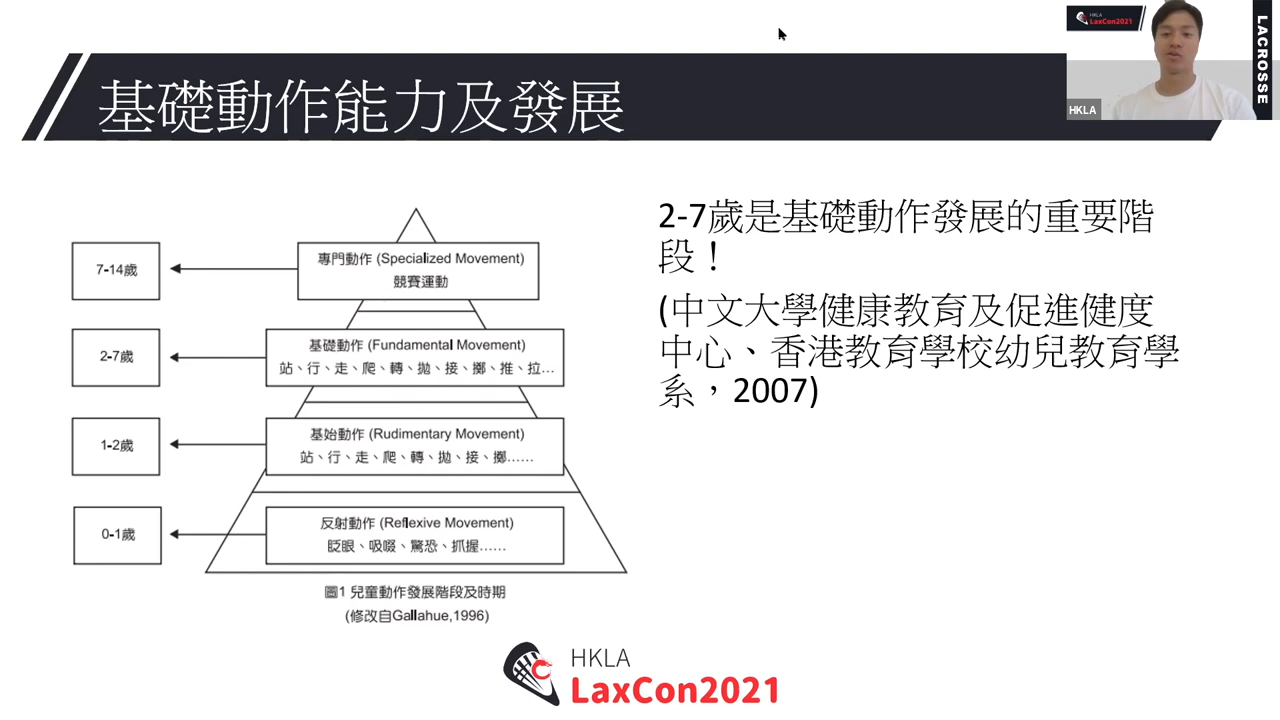 HKLA
LaxCon2021
LACROSSE
HKLA
基礎動作能力及發展
7-14歲
專門動作 (Specialized Movement)
競賽運動
2-7歲
基礎動作 (Fundamental Movement)
站、行、走、爬、轉、拋、接、擲、推、拉...
1-2歲
基始動作 (Rudimentary Movement)
站、行、走、爬、轉、拋、接、擲......
0-1歲
反射動作 (Reflexive Movement)
眨眼、吸啜、驚恐、抓握......
圖1 兒童動作發展階段及時期
(修改自Gallahue,1996)
2-7歲是基礎動作發展的重要階
段！
(中文大學健康教育及促進健度
中心、香港教育學校幼兒教育學
系，2007)
HKLA
LaxCon2021